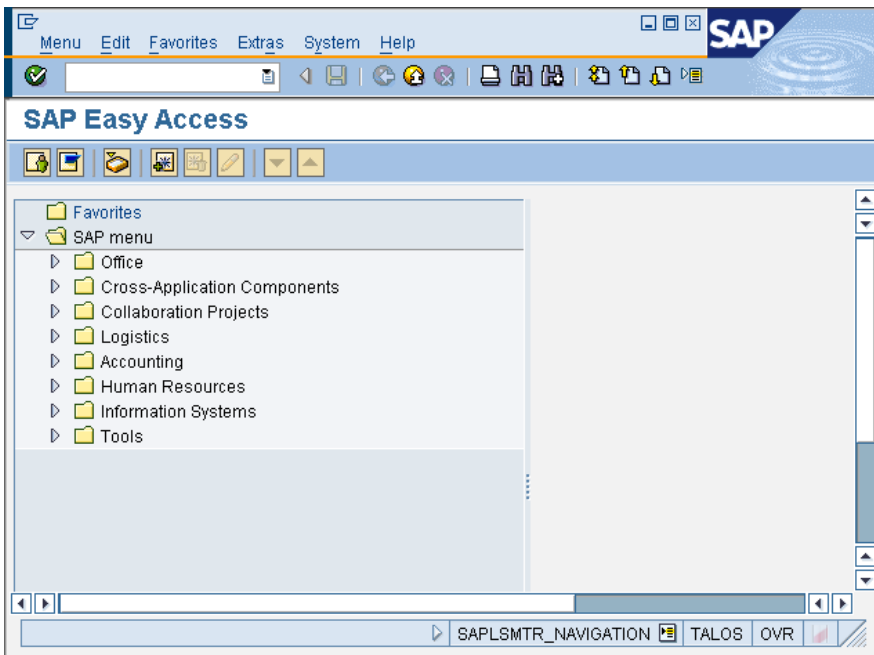 Menu Edit Favorites Extras System Help
SAP
SAP Easy Access
Favorites
SAP menu
Office
Cross-Application Components
Collaboration Projects
Logistics
Accounting
Human Resources
Information Systems
Tools
SAPLSMTR_NAVIGATION TALOS OVR